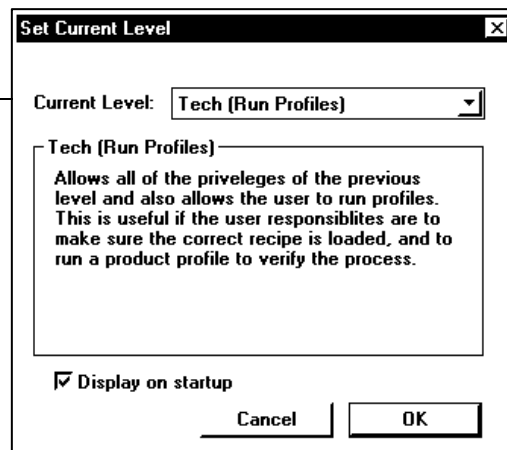 Set Current Level
Current Level: Tech (Run Profiles)
Tech (Run Profiles)
Allows all of the priveleges of the previous
level and also allows the user to run profiles.
This is useful if the user responsiblites are to
make sure the correct recipe is loaded, and to
run a product profile to verify the process.
Display on startup
Cancel OK